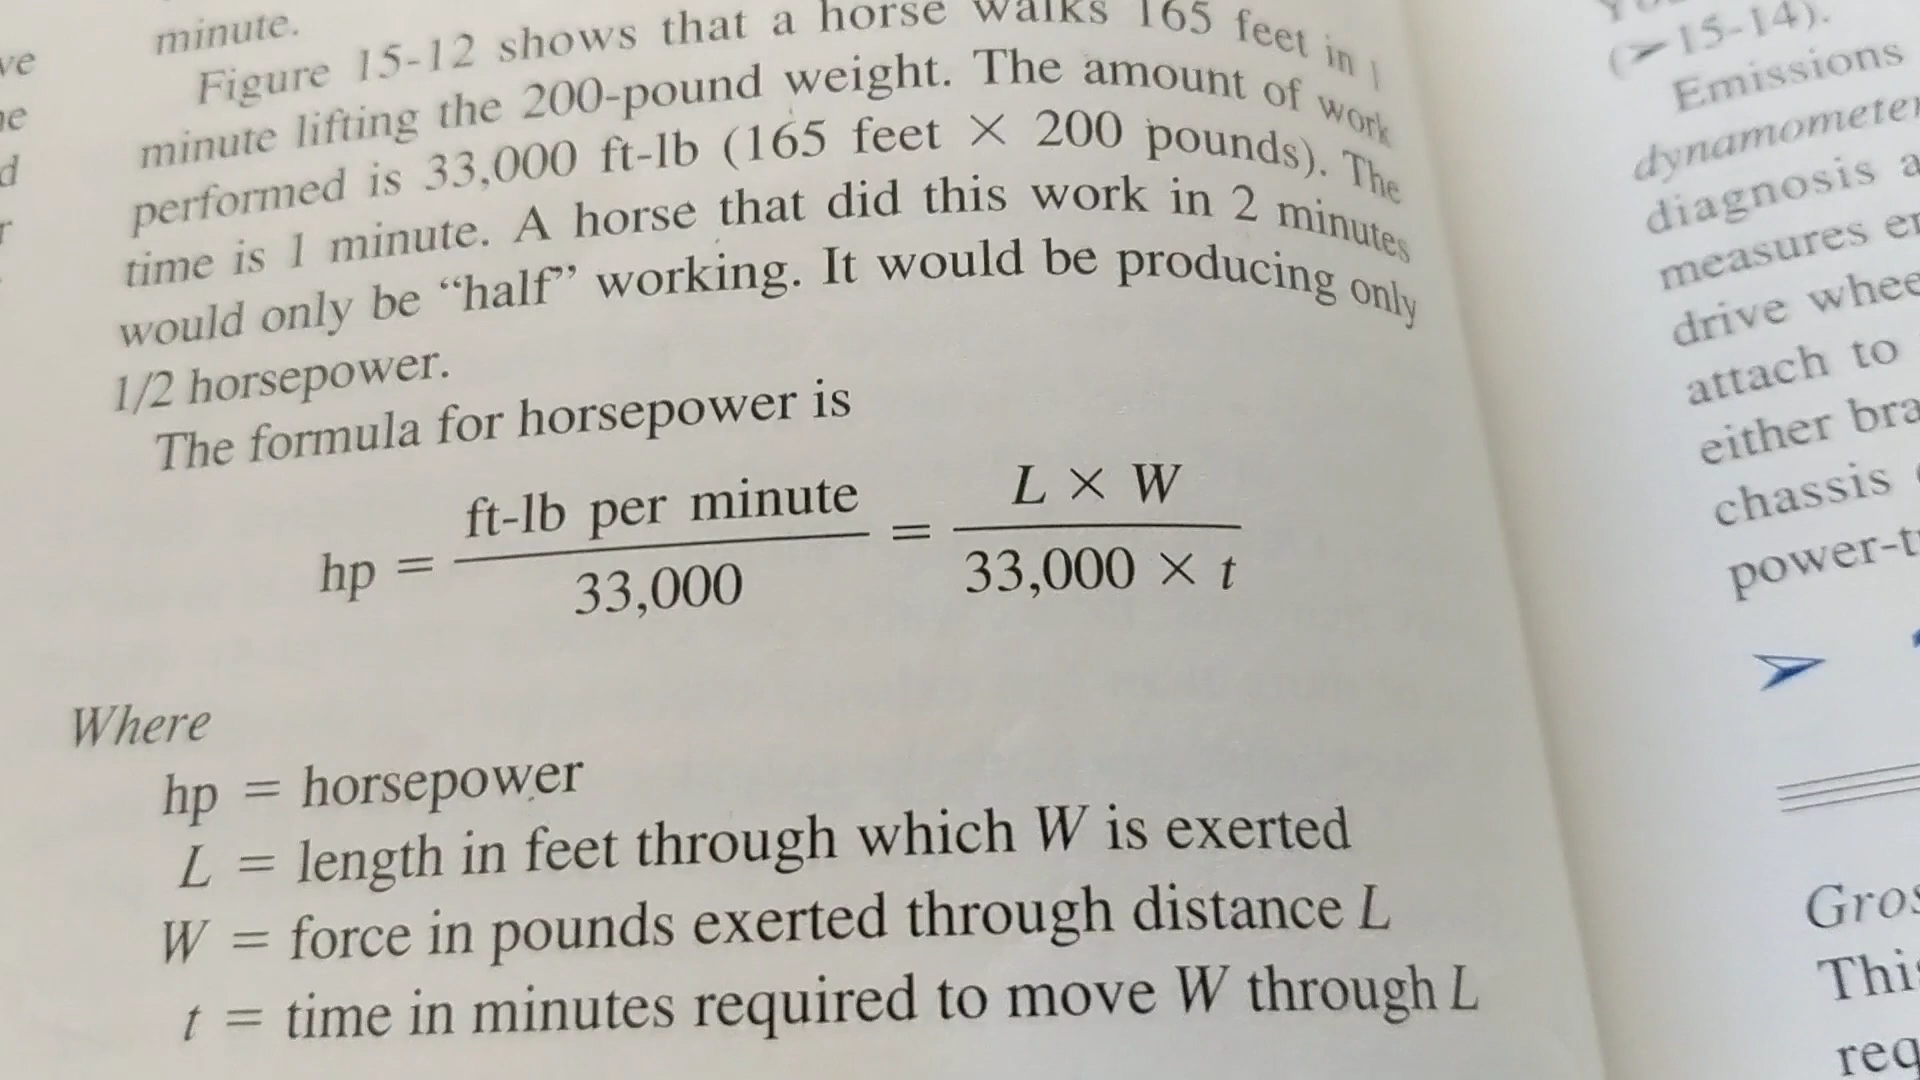 minute.
Figure 15-12 shows that a horse walks 165 feet in 1
minute lifting the 200-pound weight. The amount of work
performed is 33,000 ft-lb (165 feet × 200 pounds). The
time is 1 minute. A horse that did this work in 2 minutes
would only be “half” working. It would be producing only
1/2 horsepower.
The formula for horsepower is
hp = ft-lb per minute / 33,000 = L × W / 33,000 × t
Where
hp = horsepower
L = length in feet through which W is exerted
W = force in pounds exerted through distance L
t = time in minutes required to move W through L
(➢15-14).
Emissions
dynamometer
diagnosis a
measures en
drive whee
attach to
either bra
chassis
power-t
➢
Gros
This
req